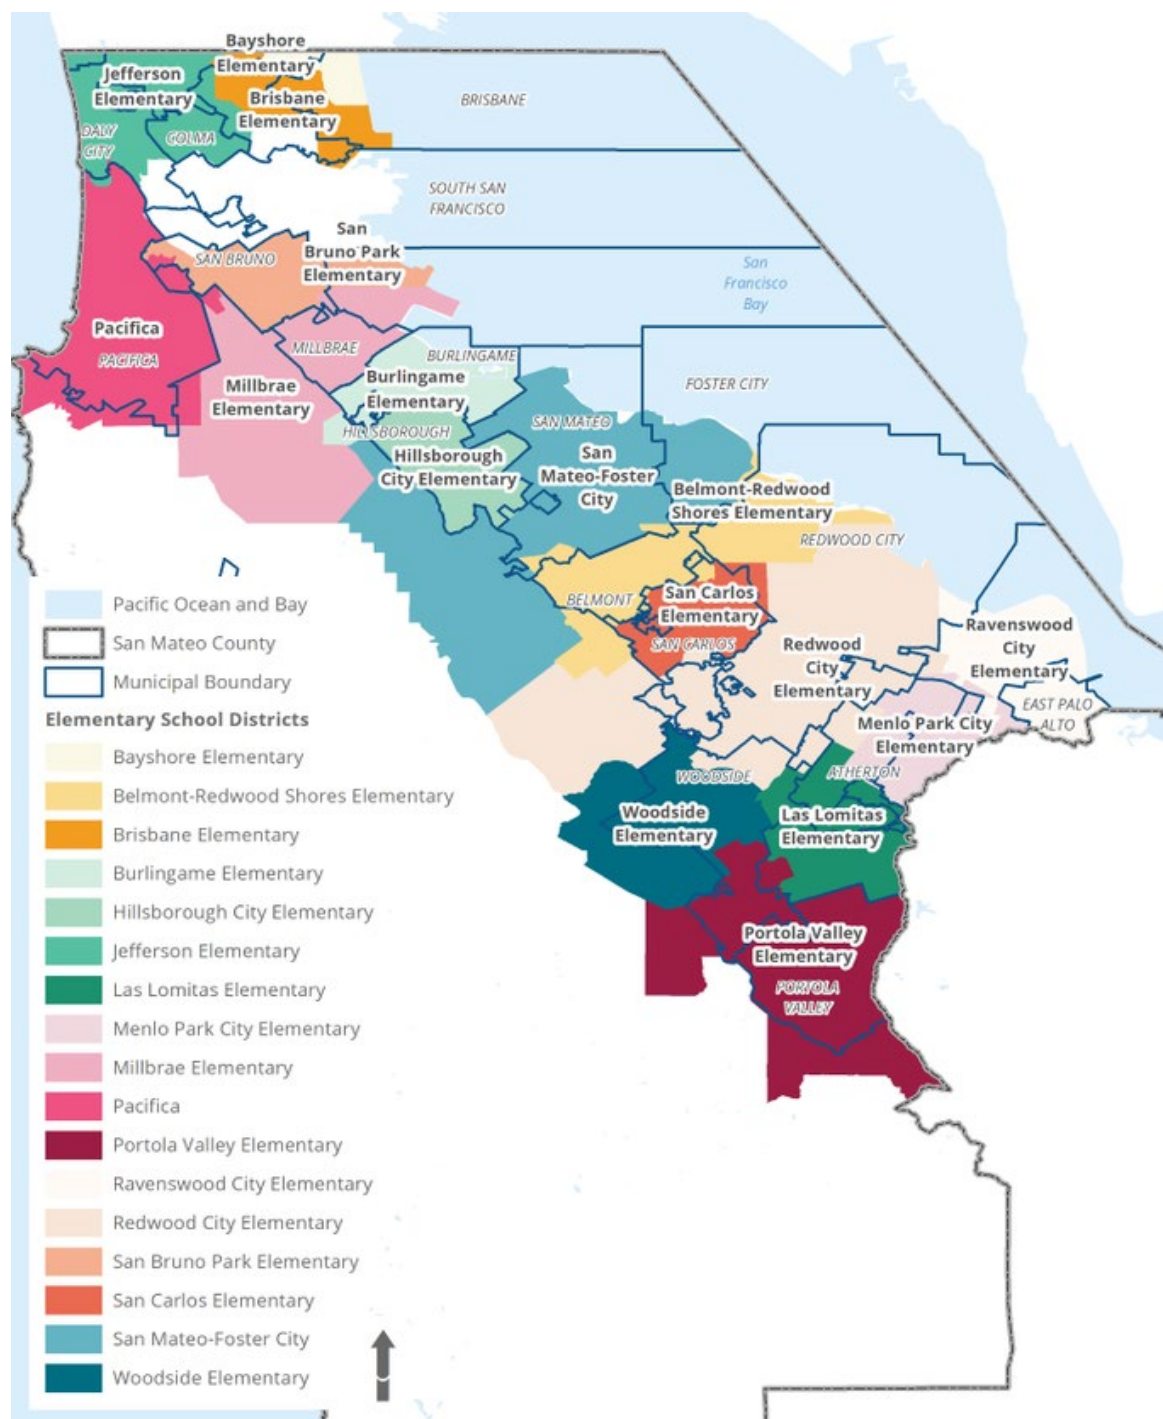 Bayshore
Elementary
Jefferson
Elementary
Brisbane
Elementary
BRISBANE
DALY
CITY
COLMA
SOUTH SAN
FRANCISCO
San
Bruno Park
Elementary
SAN BRUNO
San
Francisco
Bay
Pacifica
PACIFICA
MILLBRAE
BURLINGAME
Millbrae
Elementary
Burlingame
Elementary
FOSTER CITY
HILLSBOROUGH
SAN MATEO
Hillsborough
City Elementary
San
Mateo-Foster
City
Belmont-Redwood
Shores Elementary
REDWOOD CITY
BELMONT
San Carlos
Elementary
SAN CARLOS
Redwood
City
Elementary
Ravenswood
City
Elementary
EAST PALO
ALTO
Menlo Park City
Elementary
WOODSIDE
ATHERTON
Woodside
Elementary
Las Lomitas
Elementary
Portola Valley
Elementary
PORTOLA
VALLEY
Pacific Ocean and Bay
San Mateo County
Municipal Boundary
Elementary School Districts
Bayshore Elementary
Belmont-Redwood Shores Elementary
Brisbane Elementary
Burlingame Elementary
Hillsborough City Elementary
Jefferson Elementary
Las Lomitas Elementary
Menlo Park City Elementary
Millbrae Elementary
Pacifica
Portola Valley Elementary
Ravenswood City Elementary
Redwood City Elementary
San Bruno Park Elementary
San Carlos Elementary
San Mateo-Foster City
Woodside Elementary